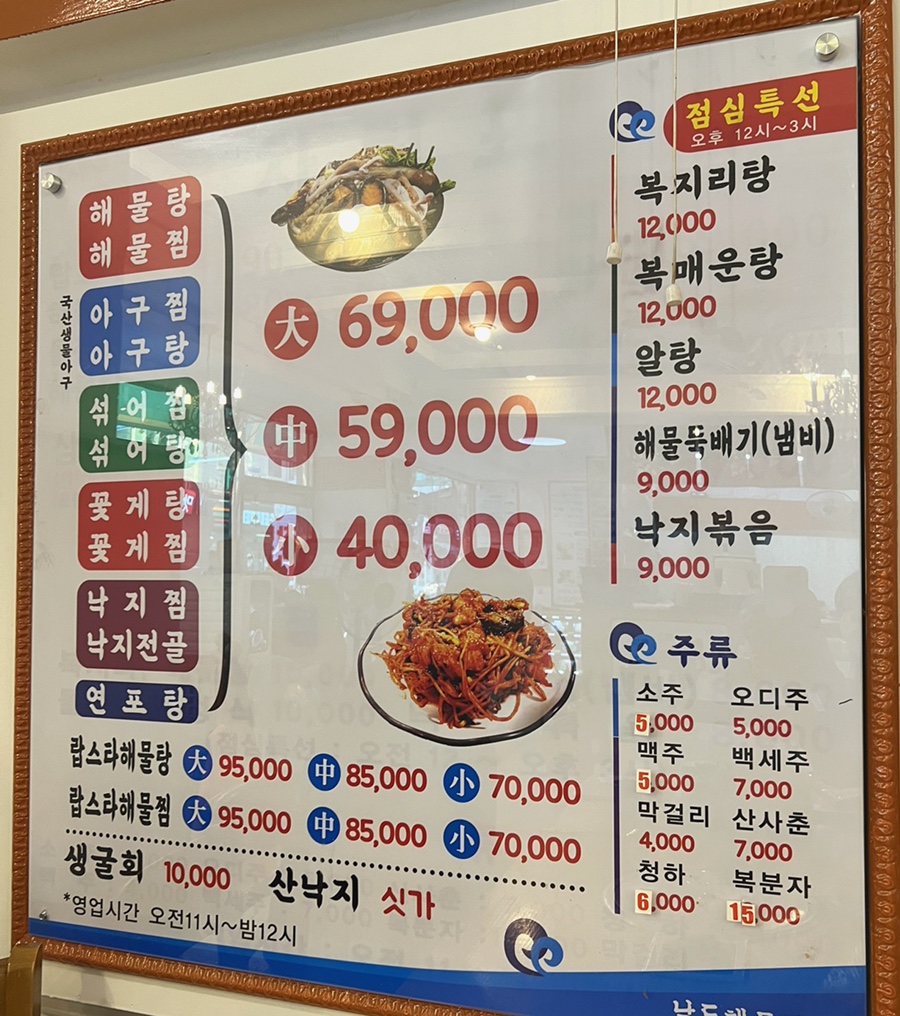 해물탕
해물찜
국산생물아구
아구찜
아구탕
섞어찜
섞어탕
꽃게탕
꽃게찜
낙지찜
낙지전골
연포탕
大 69,000
中 59,000
小 40,000
랍스타해물탕 大 95,000 中 85,000 小 70,000
랍스타해물찜 大 95,000 中 85,000 小 70,000
생굴회 10,000 산낙지 싯가
*영업시간 오전11시~밤12시
점심특선
오후 12시~3시
복지리탕
12,000
복매운탕
12,000
알탕
12,000
해물뚝배기(냄비)
9,000
낙지볶음
9,000
주류
소주 오디주
5,000 5,000
맥주 백세주
5,000 7,000
막걸리 산사춘
4,000 7,000
청하 복분자
6,000 15,000